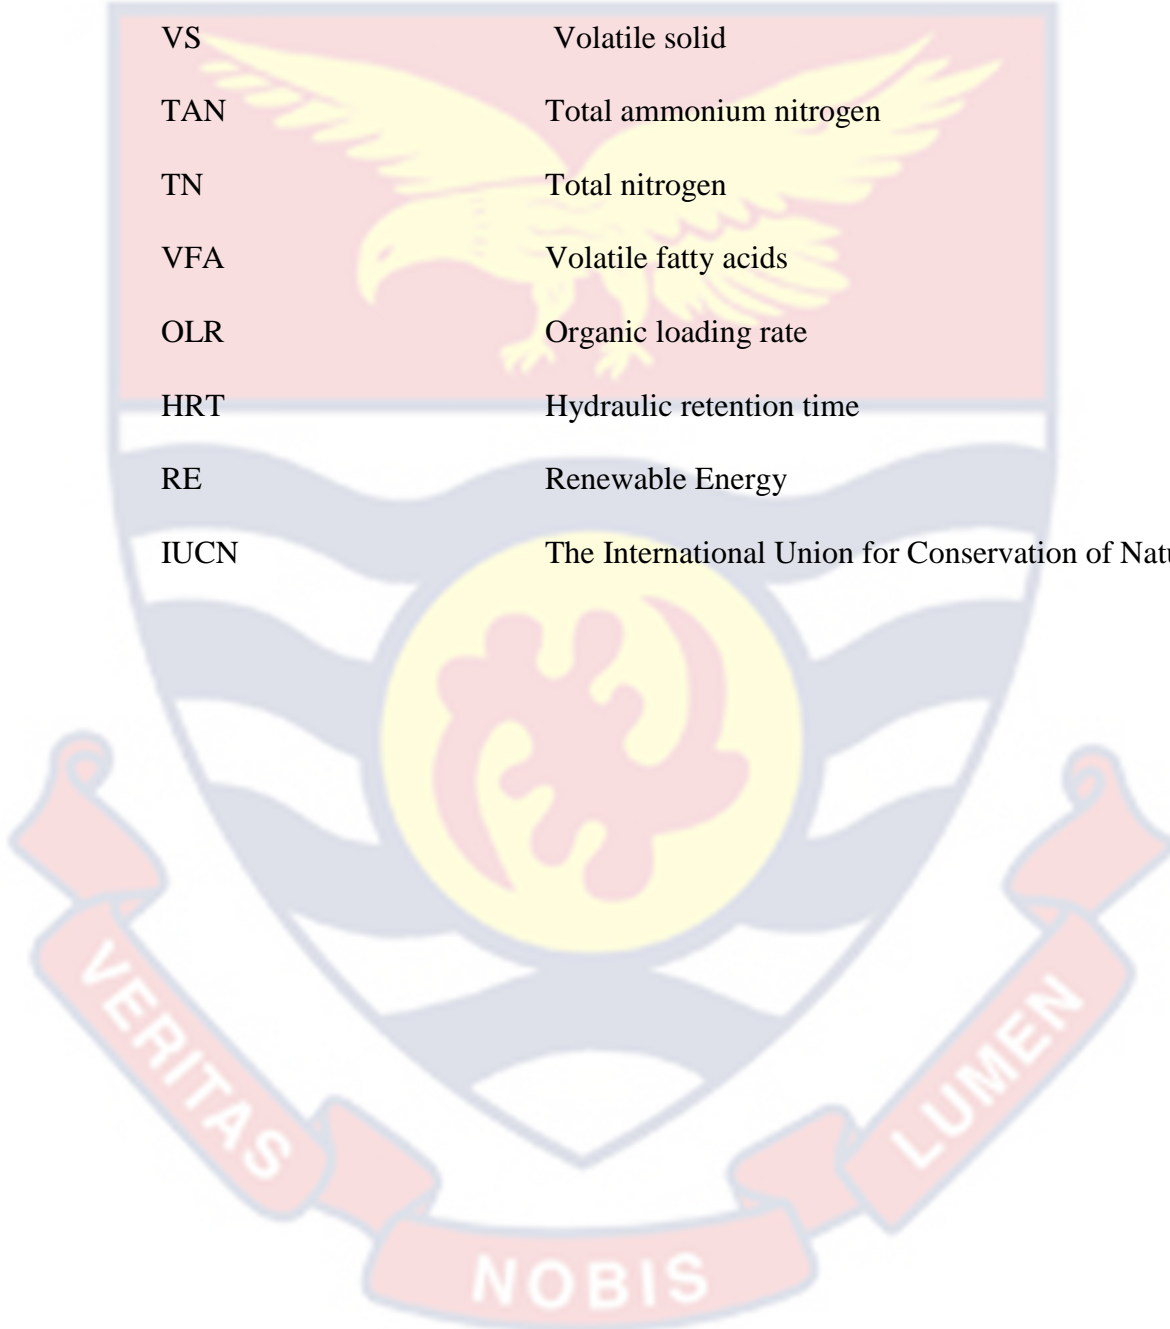 VS Volatile solid
TAN Total ammonium nitrogen
TN Total nitrogen
VFA Volatile fatty acids
OLR Organic loading rate
HRT Hydraulic retention time
RE Renewable Energy
IUCN The International Union for Conservation of Natu
VERITAS
NOBIS
LUMEN